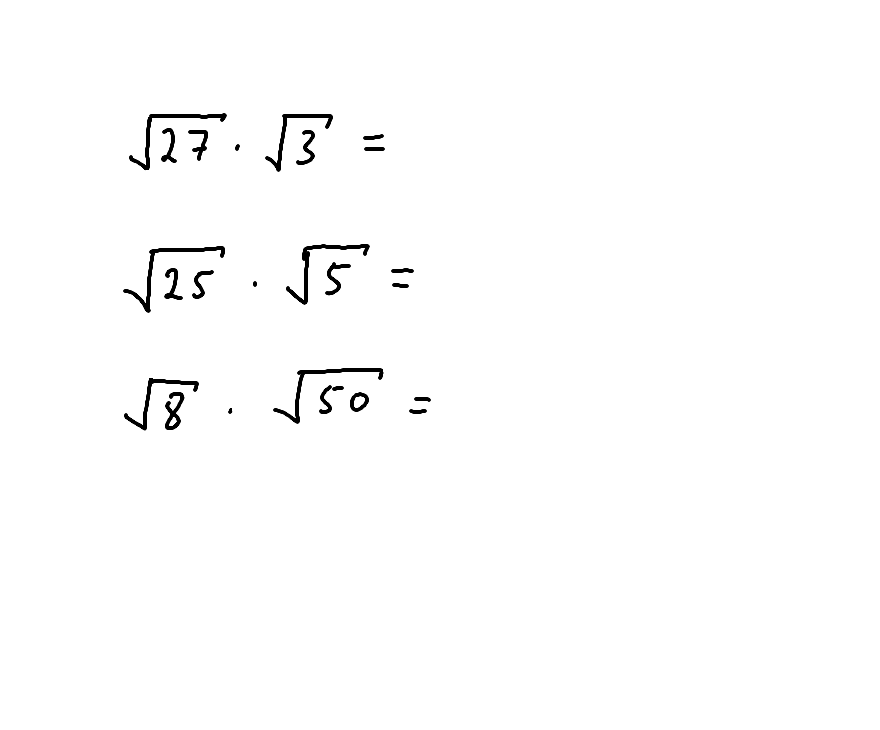 √27 · √3 =
√25 · √5 =
√8 · √50 =